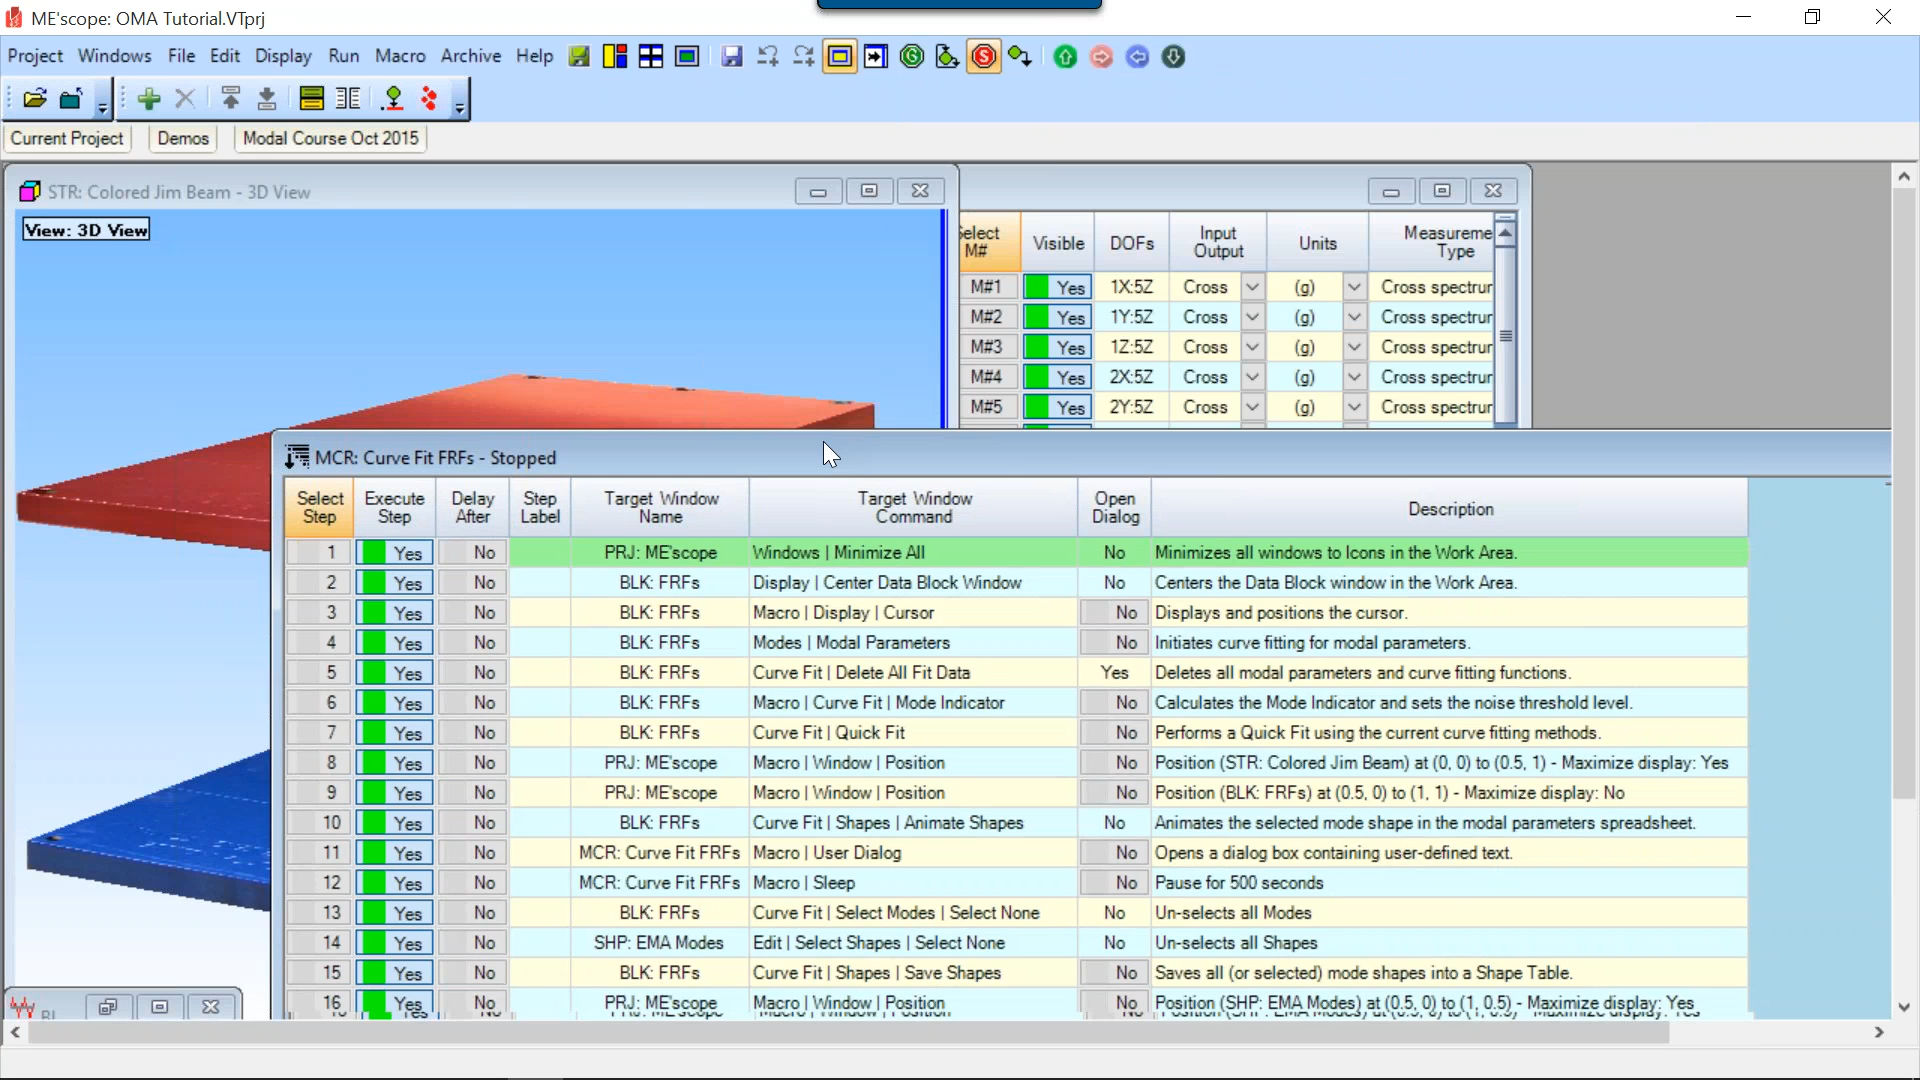 ME'scope: OMA Tutorial.VTprj
Project Windows File Edit Display Run Macro Archive Help
Current Project Demos Modal Course Oct 2015
STR: Colored Jim Beam - 3D View
View: 3D View
Select M# Visible DOFs Input Output Units Measureme Type
M#1 Yes 1X:5Z Cross (g) Cross spectrur
M#2 Yes 1Y:5Z Cross (g) Cross spectrur
M#3 Yes 1Z:5Z Cross (g) Cross spectrur
M#4 Yes 2X:5Z Cross (g) Cross spectrur
M#5 Yes 2Y:5Z Cross (g) Cross spectrur
MCR: Curve Fit FRFs - Stopped
Select Step Execute Step Delay After Step Label Target Window Name Target Window Command Open Dialog Description
1 Yes No PRJ: ME'scope Windows | Minimize All No Minimizes all windows to Icons in the Work Area.
2 Yes No BLK: FRFs Display | Center Data Block Window No Centers the Data Block window in the Work Area.
3 Yes No BLK: FRFs Macro | Display | Cursor No Displays and positions the cursor.
4 Yes No BLK: FRFs Modes | Modal Parameters No Initiates curve fitting for modal parameters.
5 Yes No BLK: FRFs Curve Fit | Delete All Fit Data Yes Deletes all modal parameters and curve fitting functions.
6 Yes No BLK: FRFs Macro | Curve Fit | Mode Indicator No Calculates the Mode Indicator and sets the noise threshold level.
7 Yes No BLK: FRFs Curve Fit | Quick Fit No Performs a Quick Fit using the current curve fitting methods.
8 Yes No PRJ: ME'scope Macro | Window | Position No Position (STR: Colored Jim Beam) at (0, 0) to (0.5, 1) - Maximize display: Yes
9 Yes No PRJ: ME'scope Macro | Window | Position No Position (BLK: FRFs) at (0.5, 0) to (1, 1) - Maximize display: No
10 Yes No BLK: FRFs Curve Fit | Shapes | Animate Shapes No Animates the selected mode shape in the modal parameters spreadsheet.
11 Yes No MCR: Curve Fit FRFs Macro | User Dialog No Opens a dialog box containing user-defined text.
12 Yes No MCR: Curve Fit FRFs Macro | Sleep No Pause for 500 seconds
13 Yes No BLK: FRFs Curve Fit | Select Modes | Select None No Un-selects all Modes
14 Yes No SHP: EMA Modes Edit | Select Shapes | Select None No Un-selects all Shapes
15 Yes No BLK: FRFs Curve Fit | Shapes | Save Shapes No Saves all (or selected) mode shapes into a Shape Table.
16 Yes No PRJ: ME'scope Macro | Window | Position No Position (SHP: EMA Modes) at (0.5, 0) to (1, 0.5) - Maximize display: Yes